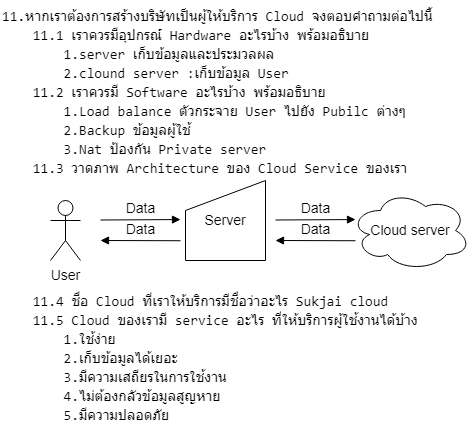 11.หากเราต้องการสร้างบริษัทเป็นผู้ให้บริการ Cloud จงตอบคำถามต่อไปนี้
11.1 เราควรมีอุปกรณ์ Hardware อะไรบ้าง พร้อมอธิบาย
1.server เก็บข้อมูลและประมวลผล
2.clound server :เก็บข้อมูล User
11.2 เราควรมี Software อะไรบ้าง พร้อมอธิบาย
1.Load balance ตัวกระจาย User ไปยัง Pubilc ต่างๆ
2.Backup ข้อมูลผู้ใช้
3.Nat ป้องกัน Private server
11.3 วาดภาพ Architecture ของ Cloud Service ของเรา
Data
Data
Server
Data
Data
Cloud server
User
11.4 ชื่อ Cloud ที่เราให้บริการมีชื่อว่าอะไร Sukjai cloud
11.5 Cloud ของเรามี service อะไร ที่ให้บริการผู้ใช้งานได้บ้าง
1.ใช้ง่าย
2.เก็บข้อมูลได้เยอะ
3.มีความเสถียรในการใช้งาน
4.ไม่ต้องกลัวข้อมูลสูญหาย
5.มีความปลอดภัย